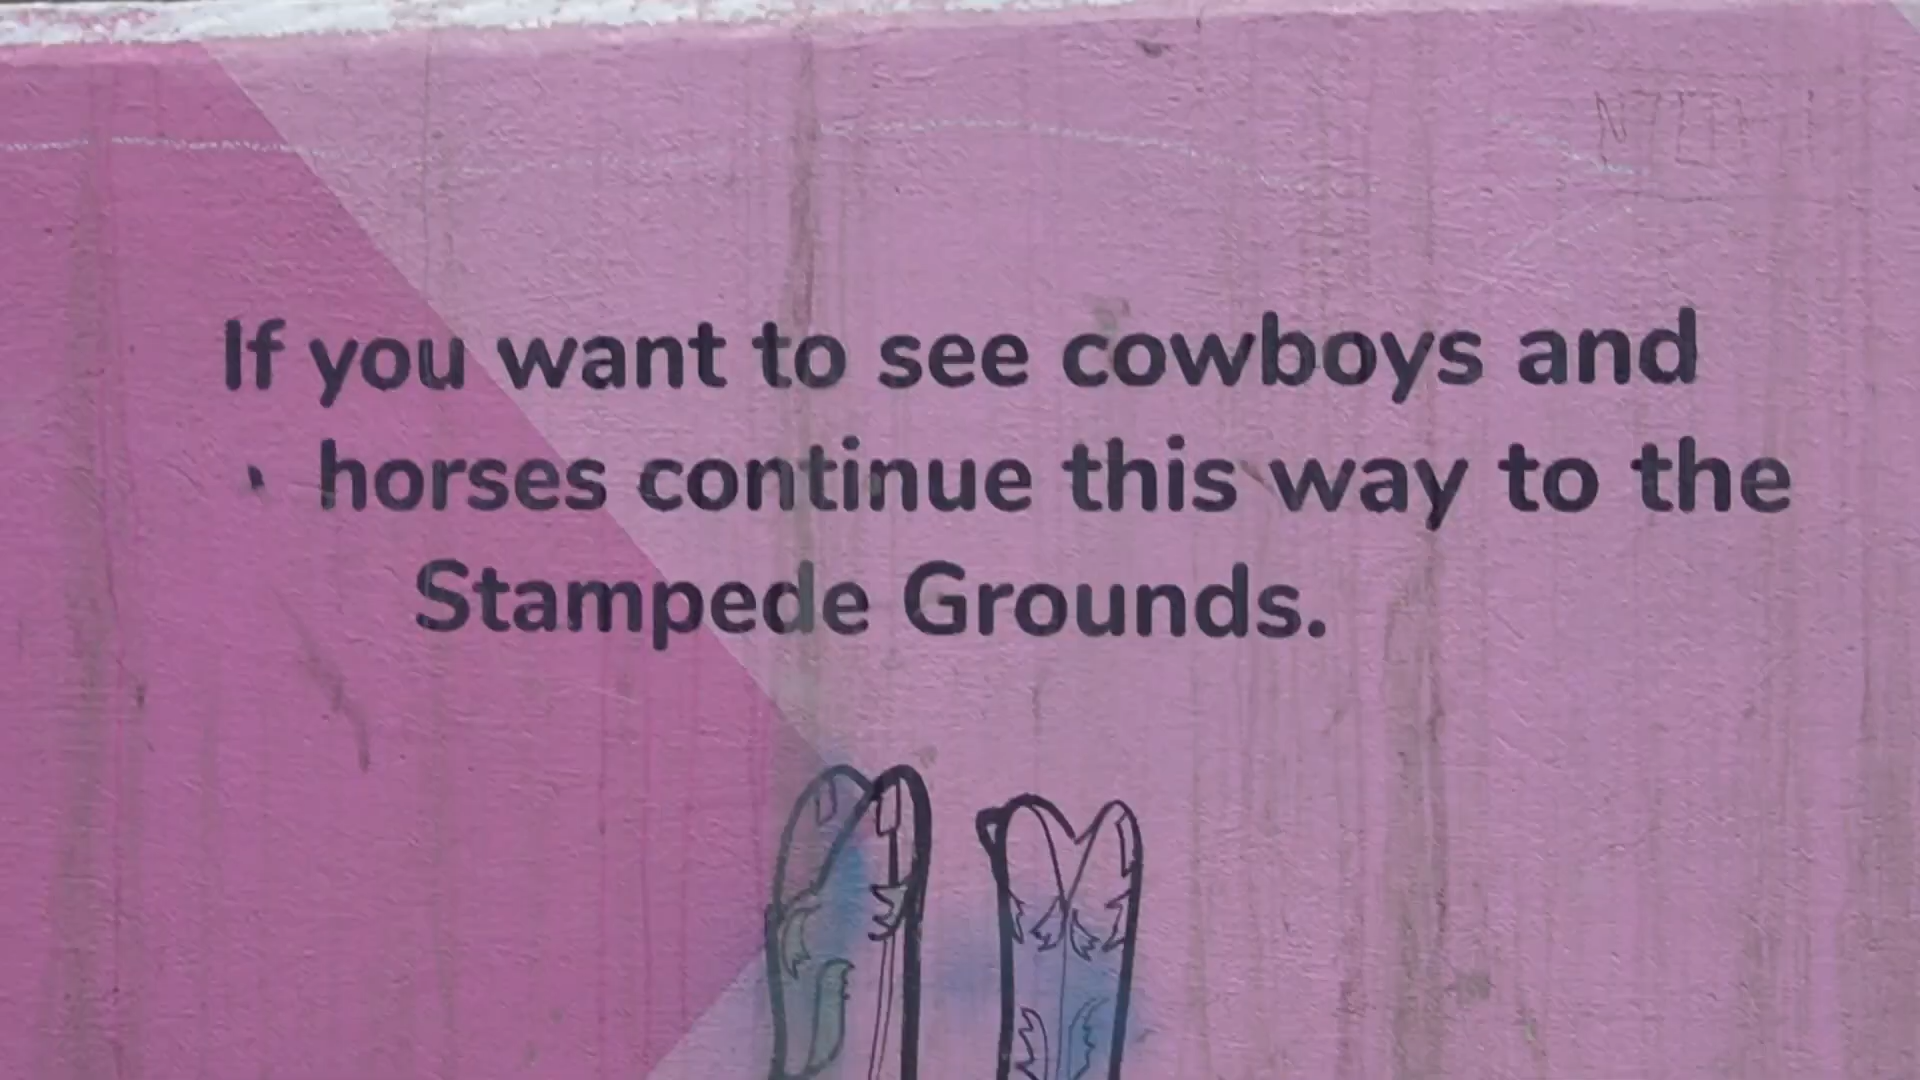 If you want to see cowboys and
horses continue this way to the
Stampede Grounds.